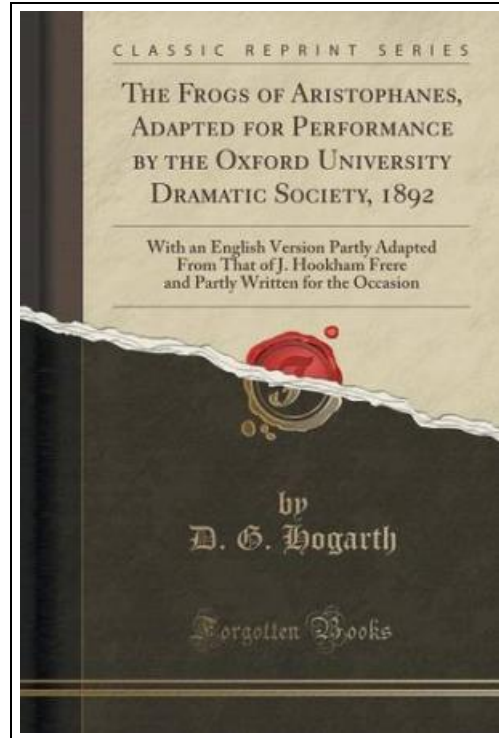 CLASSIC REPRINT SERIES
THE FROGS OF ARISTOPHANES,
ADAPTED FOR PERFORMANCE
BY THE OXFORD UNIVERSITY
DRAMATIC SOCIETY, 1892
With an English Version Partly Adapted
From That of J. Hookham Frere
and Partly Written for the Occasion
by
D. G. Hogarth
Forgotten Books